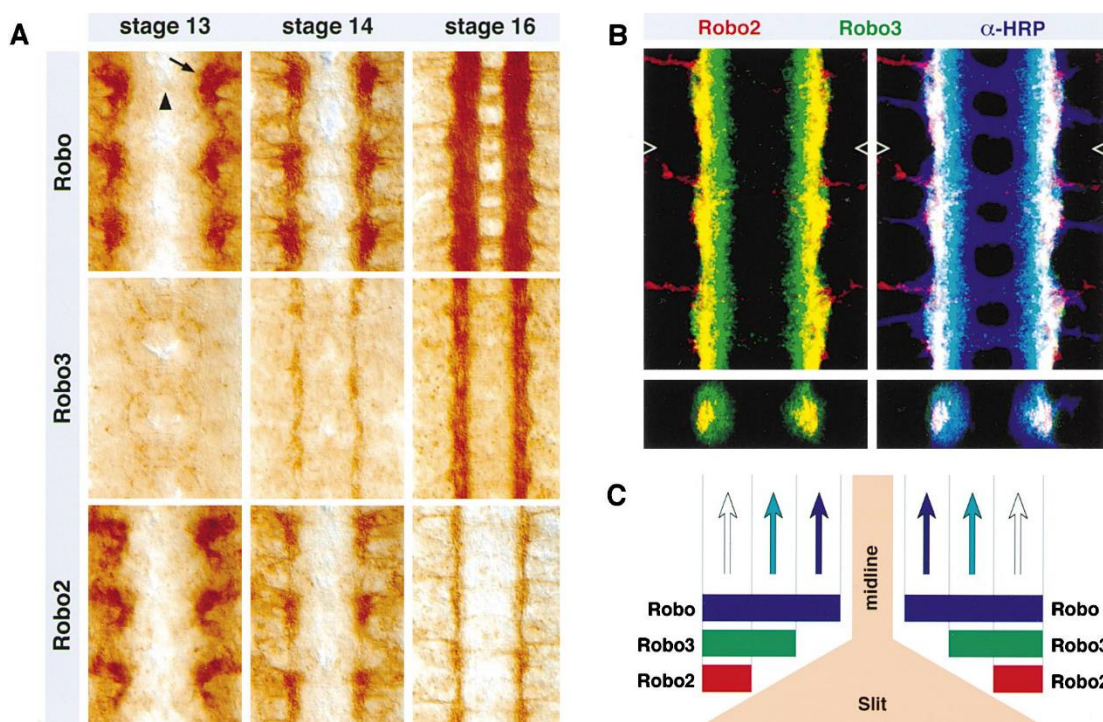 A
stage 13
stage 14
stage 16
Robo
Robo3
Robo2
B
Robo2
Robo3
α-HRP
C
midline
Robo
Robo
Robo3
Robo3
Robo2
Robo2
Slit